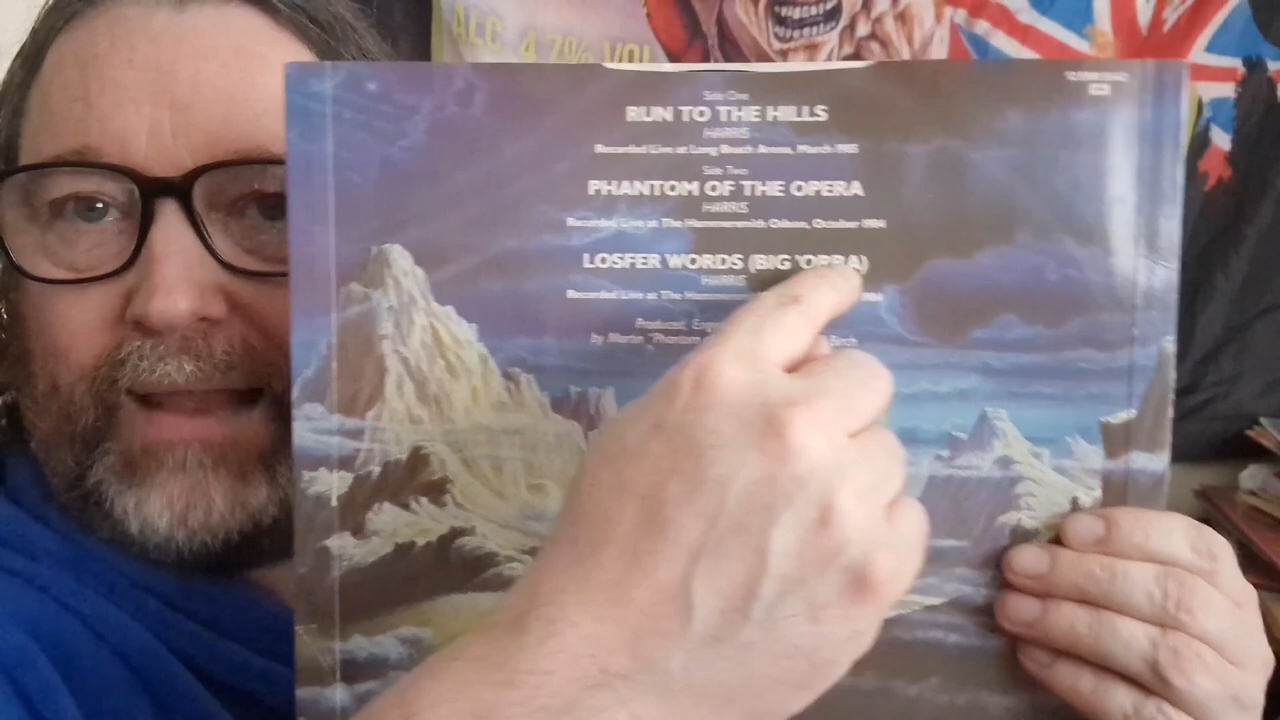 ALC. 4.7% VOL
Side One
RUN TO THE HILLS
HARRIS
Recorded Live at Long Beach Arena, March 1985
Side Two
PHANTOM OF THE OPERA
HARRIS
Recorded Live at The Hammersmith Odeon, October 1984
LOSFER WORDS (BIG 'ORRA)
HARRIS
Recorded Live at The
Produced,
by Martin "Phantom
Birch